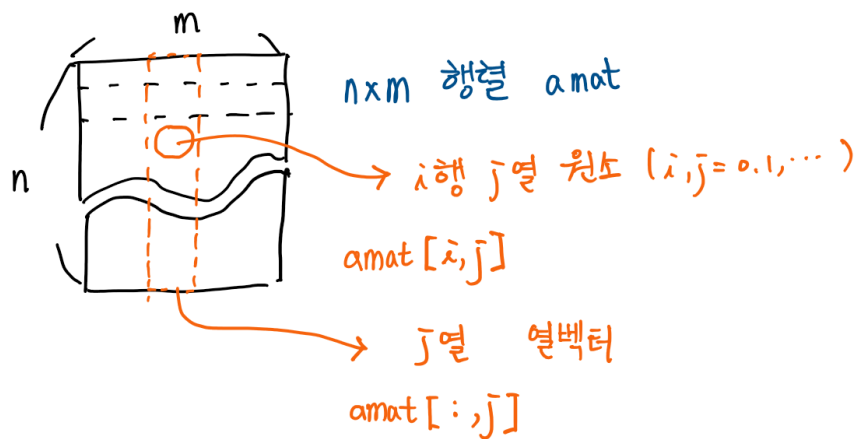 m
n×m 행렬 amat
n
i행 j열 원소 (i,j=0.1,…)
amat[i,j]
j열 열벡터
amat[:,j]